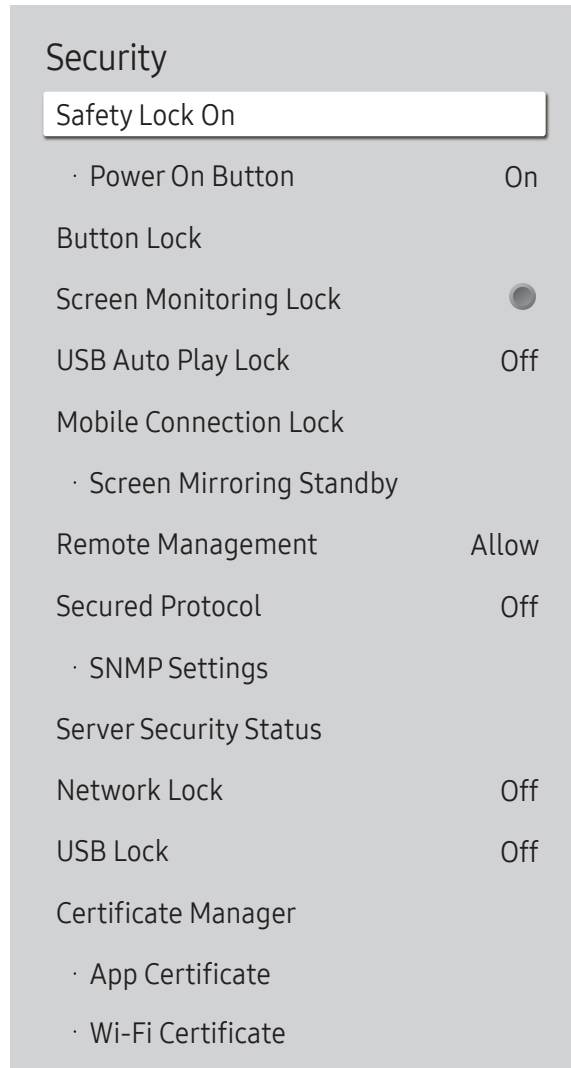 Security
Safety Lock On
· Power On Button On
Button Lock
Screen Monitoring Lock
USB Auto Play Lock Off
Mobile Connection Lock
· Screen Mirroring Standby
Remote Management Allow
Secured Protocol Off
· SNMP Settings
Server Security Status
Network Lock Off
USB Lock Off
Certificate Manager
· App Certificate
· Wi-Fi Certificate